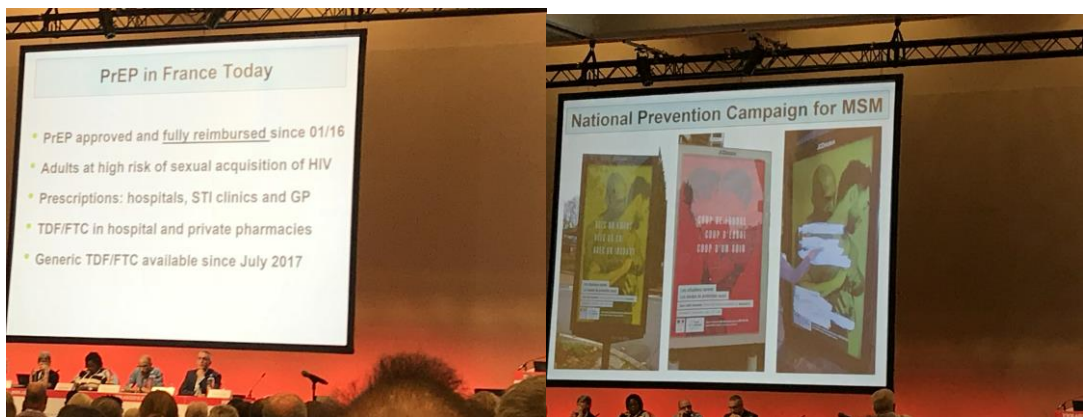 PrEP in France Today
PrEP approved and fully reimbursed since 01/16
Adults at high risk of sexual acquisition of HIV
Prescriptions: hospitals, STI clinics and GP
TDF/FTC in hospital and private pharmacies
Generic TDF/FTC available since July 2017
National Prevention Campaign for MSM
JCDecaux
COUP DE FOUDRE
COUP D'ESSAI
COUP D'UN SOIR